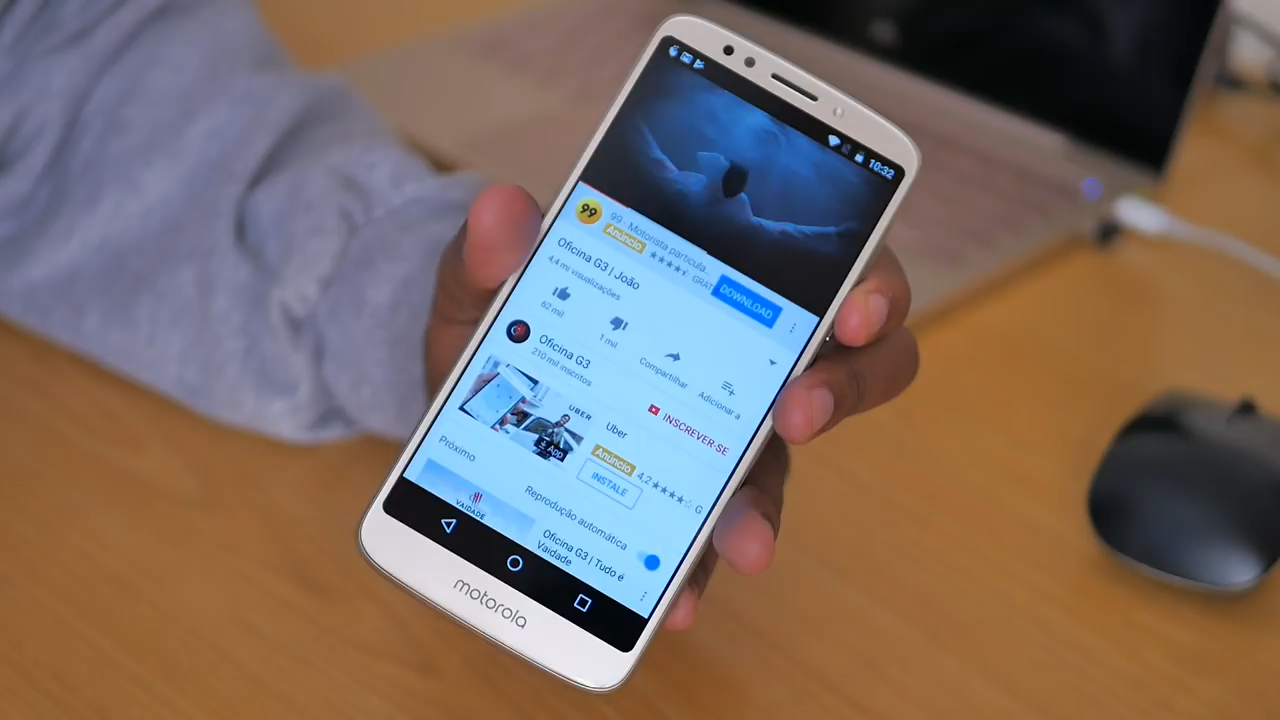 10:32
99
99 - Motorista particula...
Anúncio
GRÁT
DOWNLOAD
Oficina G3 | João
4,4 mi visualizações
62 mil
1 mil
Compartilhar
Adicionar a
Oficina G3
210 mil inscritos
INSCREVER-SE
UBER
App
Uber
Anúncio 4,2
G
INSTALE
Próximo
Reprodução automática
VAIDADE
Oficina G3 | Tudo é
Vaidade
motorola